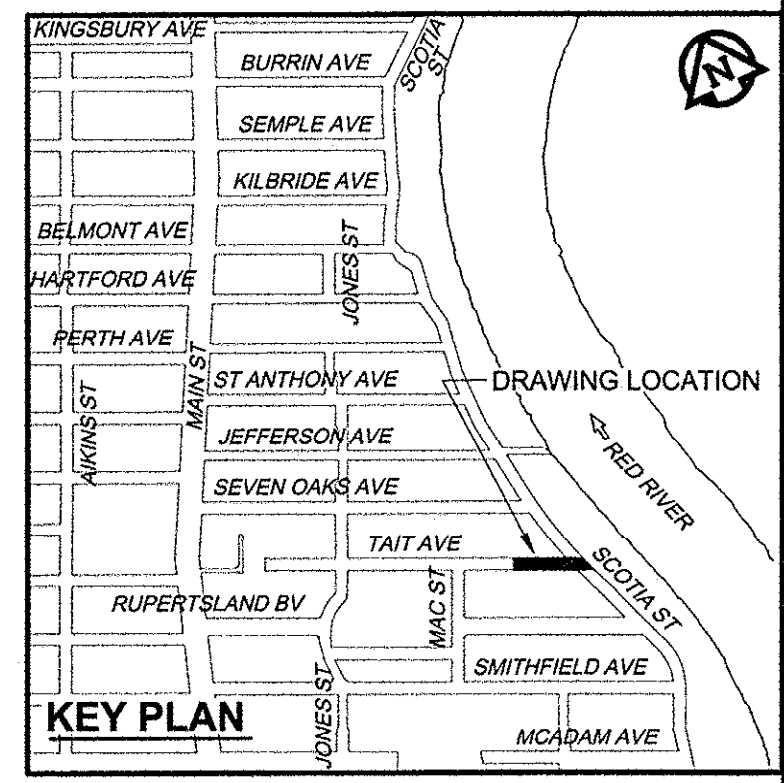 KINGSBURY AVE
BURRIN AVE
SCOTIA ST
N
SEMPLE AVE
KILBRIDE AVE
BELMONT AVE
JONES ST
HARTFORD AVE
PERTH AVE
MAIN ST
ST ANTHONY AVE
DRAWING LOCATION
AIKINS ST
JEFFERSON AVE
RED RIVER
SEVEN OAKS AVE
TAIT AVE
SCOTIA ST
RUPERTSLAND BV
MAC ST
SMITHFIELD AVE
JONES ST
KEY PLAN
MCADAM AVE